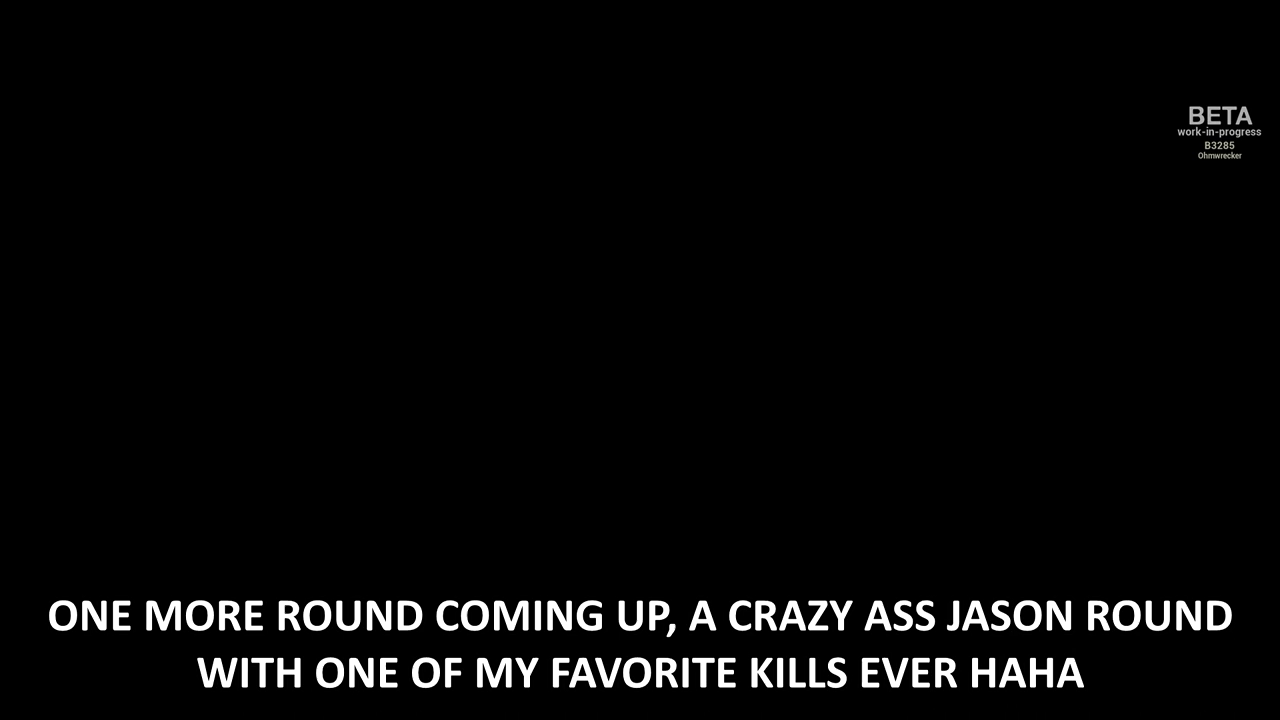 BETA
work-in-progress
B3285
Ohmwrecker
ONE MORE ROUND COMING UP, A CRAZY ASS JASON ROUND
WITH ONE OF MY FAVORITE KILLS EVER HAHA